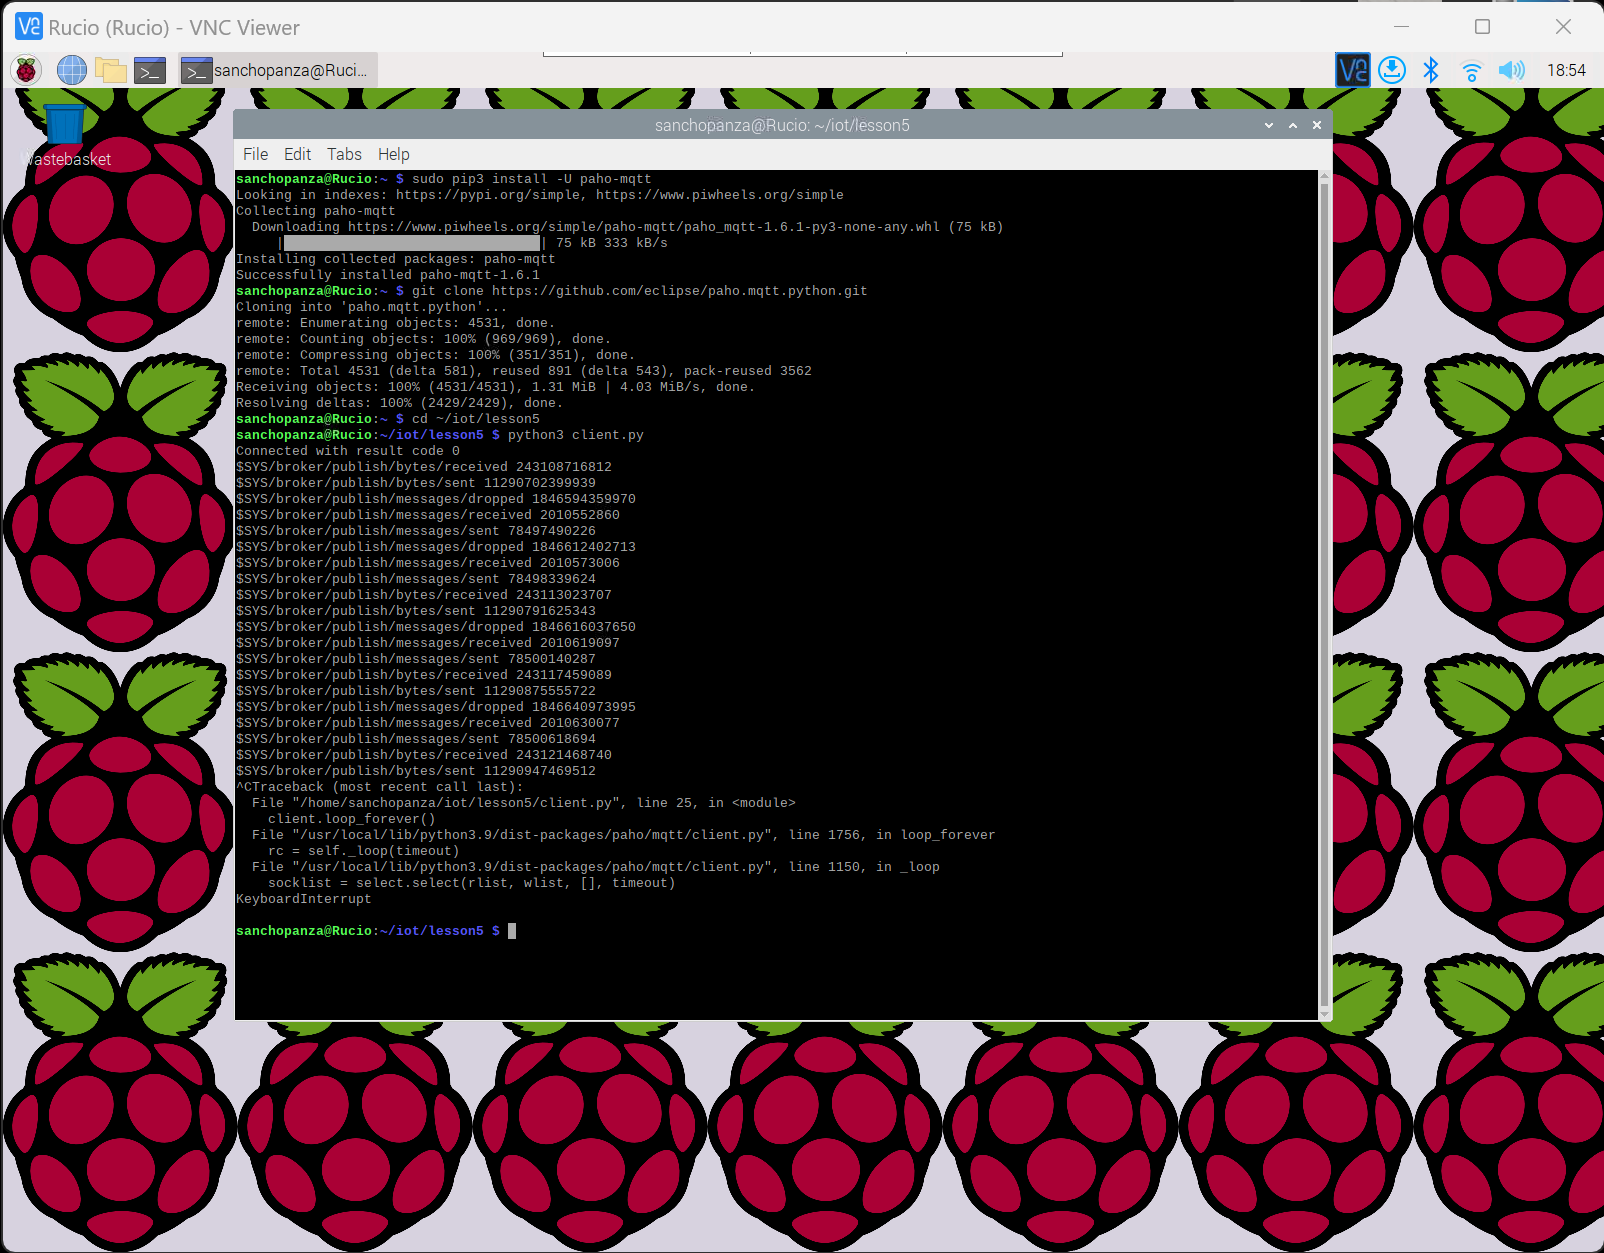 Rucio (Rucio) - VNC Viewer
sanchopanza@Ruci...
18:54
Wastebasket
sanchopanza@Rucio: ~/iot/lesson5
File Edit Tabs Help
sanchopanza@Rucio:~ $ sudo pip3 install -U paho-mqtt
Looking in indexes: https://pypi.org/simple, https://www.piwheels.org/simple
Collecting paho-mqtt
  Downloading https://www.piwheels.org/simple/paho-mqtt/paho_mqtt-1.6.1-py3-none-any.whl (75 kB)
     |████████████████████████████████| 75 kB 333 kB/s
Installing collected packages: paho-mqtt
Successfully installed paho-mqtt-1.6.1
sanchopanza@Rucio:~ $ git clone https://github.com/eclipse/paho.mqtt.python.git
Cloning into 'paho.mqtt.python'...
remote: Enumerating objects: 4531, done.
remote: Counting objects: 100% (969/969), done.
remote: Compressing objects: 100% (351/351), done.
remote: Total 4531 (delta 581), reused 891 (delta 543), pack-reused 3562
Receiving objects: 100% (4531/4531), 1.31 MiB | 4.03 MiB/s, done.
Resolving deltas: 100% (2429/2429), done.
sanchopanza@Rucio:~ $ cd ~/iot/lesson5
sanchopanza@Rucio:~/iot/lesson5 $ python3 client.py
Connected with result code 0
$SYS/broker/publish/bytes/received 243108716812
$SYS/broker/publish/bytes/sent 11290702399939
$SYS/broker/publish/messages/dropped 1846594359970
$SYS/broker/publish/messages/received 2010552860
$SYS/broker/publish/messages/sent 78497490226
$SYS/broker/publish/messages/dropped 1846612402713
$SYS/broker/publish/messages/received 2010573006
$SYS/broker/publish/messages/sent 78498339624
$SYS/broker/publish/bytes/received 243113023707
$SYS/broker/publish/bytes/sent 11290791625343
$SYS/broker/publish/messages/dropped 1846616037650
$SYS/broker/publish/messages/received 2010619097
$SYS/broker/publish/messages/sent 78500140287
$SYS/broker/publish/bytes/received 243117459089
$SYS/broker/publish/bytes/sent 11290875555722
$SYS/broker/publish/messages/dropped 1846640973995
$SYS/broker/publish/messages/received 2010630077
$SYS/broker/publish/messages/sent 78500618694
$SYS/broker/publish/bytes/received 243121468740
$SYS/broker/publish/bytes/sent 11290947469512
^CTraceback (most recent call last):
  File "/home/sanchopanza/iot/lesson5/client.py", line 25, in <module>
    client.loop_forever()
  File "/usr/local/lib/python3.9/dist-packages/paho/mqtt/client.py", line 1756, in loop_forever
    rc = self._loop(timeout)
  File "/usr/local/lib/python3.9/dist-packages/paho/mqtt/client.py", line 1150, in _loop
    socklist = select.select(rlist, wlist, [], timeout)
KeyboardInterrupt
sanchopanza@Rucio:~/iot/lesson5 $